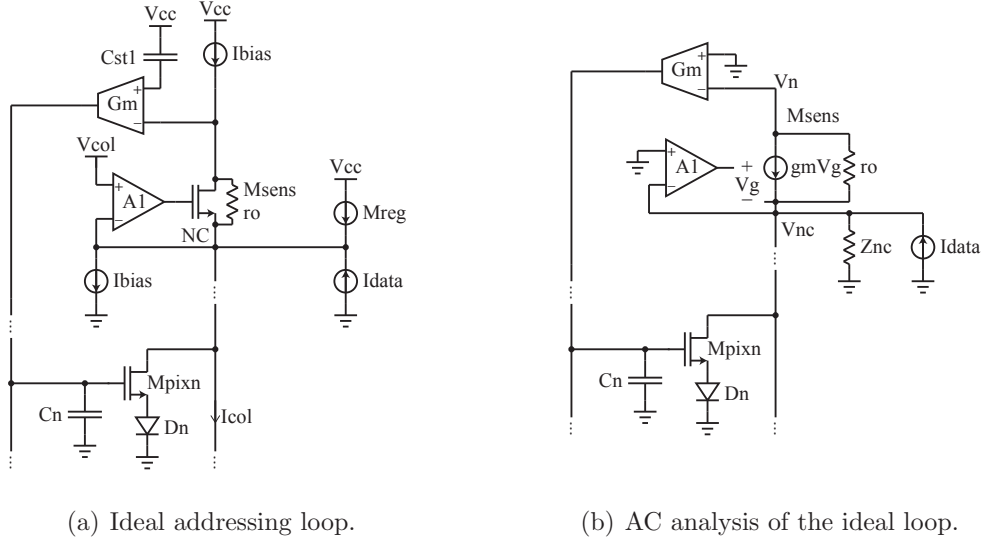 Vcc
Vcc
Cst1
Ibias
+
Gm
−
Vcol
+
A1
−
Msens
ro
Vcc
Mreg
NC
Ibias
Idata
Mpixn
Cn
Dn
Icol
(a) Ideal addressing loop.
+
Gm
−
Vn
Msens
+
A1
−
+
Vg
−
gmVg
ro
Vnc
Znc
Idata
Mpixn
Cn
Dn
(b) AC analysis of the ideal loop.